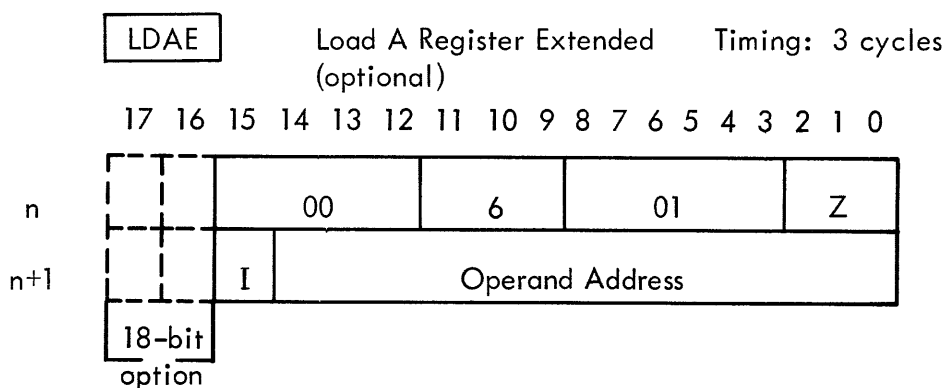 LDAE Load A Register Extended Timing: 3 cycles
(optional)
17 16 15 14 13 12 11 10 9 8 7 6 5 4 3 2 1 0
n 00 6 01 Z
n+1 I Operand Address
18-bit
option